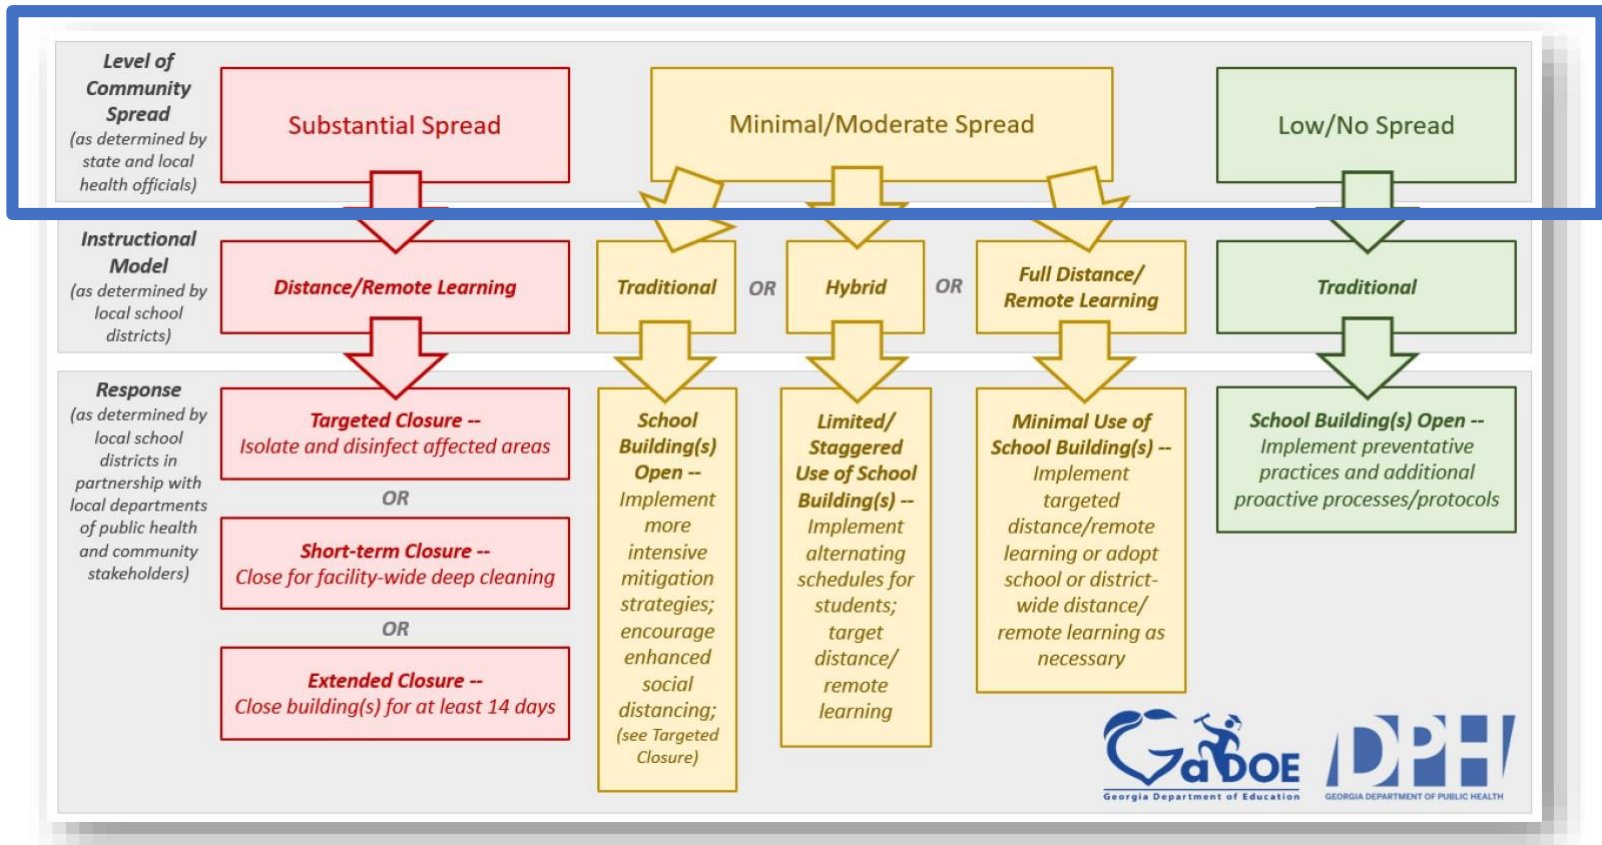 Level of
Community
Spread
(as determined by
state and local
health officials)
Substantial Spread
Minimal/Moderate Spread
Low/No Spread
Instructional
Model
(as determined by
local school
districts)
Distance/Remote Learning
Traditional
OR
Hybrid
OR
Full Distance/
Remote Learning
Traditional
Response
(as determined by
local school
districts in
partnership with
local departments
of public health
and community
stakeholders)
Targeted Closure --
Isolate and disinfect affected areas
OR
Short-term Closure --
Close for facility-wide deep cleaning
OR
Extended Closure --
Close building(s) for at least 14 days
School
Building(s)
Open --
Implement
more
intensive
mitigation
strategies;
encourage
enhanced
social
distancing;
(see Targeted
Closure)
Limited/
Staggered
Use of School
Building(s) --
Implement
alternating
schedules for
students;
target
distance/
remote
learning
Minimal Use of
School Building(s) --
Implement
targeted
distance/remote
learning or adopt
school or district-
wide distance/
remote learning as
necessary
School Building(s) Open --
Implement preventative
practices and additional
proactive processes/protocols
GaDOE
Georgia Department of Education
DPH
GEORGIA DEPARTMENT OF PUBLIC HEALTH